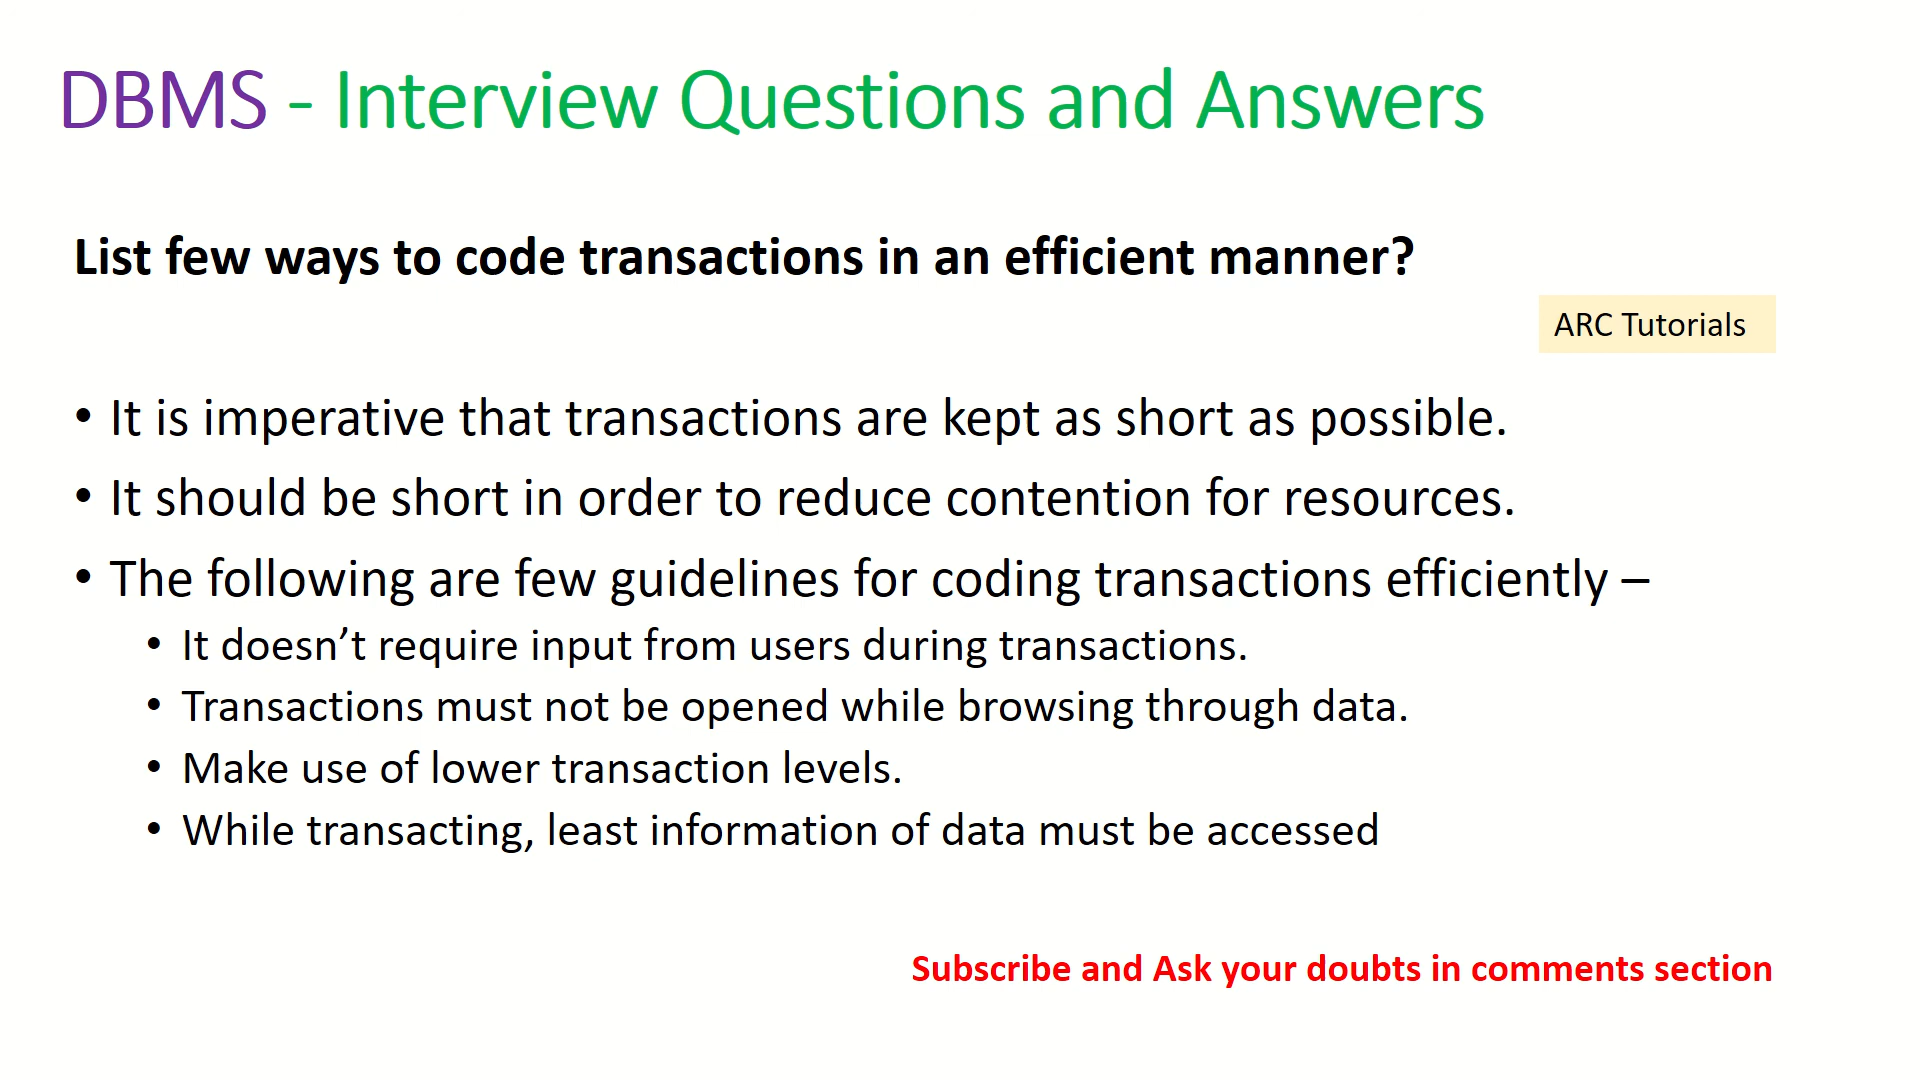 DBMS - Interview Questions and Answers
List few ways to code transactions in an efficient manner?
ARC Tutorials
• It is imperative that transactions are kept as short as possible.
• It should be short in order to reduce contention for resources.
• The following are few guidelines for coding transactions efficiently –
• It doesn’t require input from users during transactions.
• Transactions must not be opened while browsing through data.
• Make use of lower transaction levels.
• While transacting, least information of data must be accessed
Subscribe and Ask your doubts in comments section